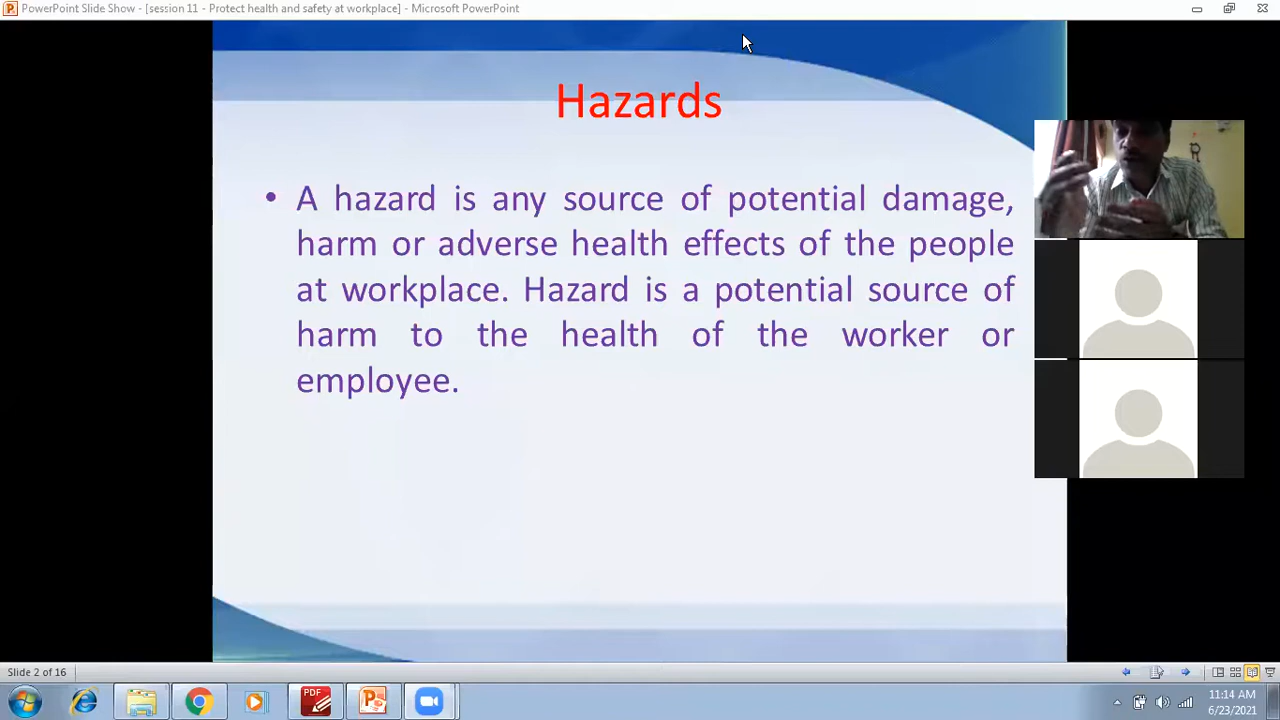 PowerPoint Slide Show - [session 11 - Protect health and safety at workplace] - Microsoft PowerPoint
Hazards
• A hazard is any source of potential damage,
harm or adverse health effects of the people
at workplace. Hazard is a potential source of
harm to the health of the worker or
employee.
Slide 2 of 16
PDF
11:14 AM
6/23/2021